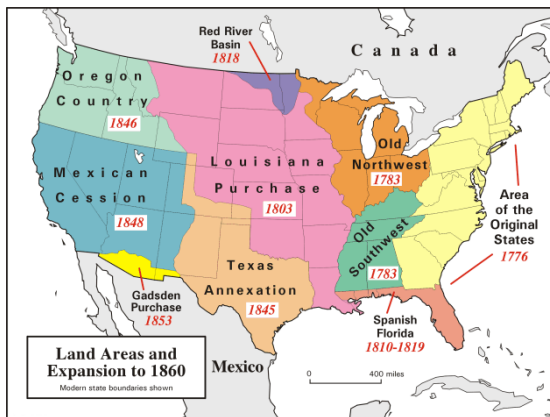 Red River
Basin
1818
Canada
Oregon
Country
1846
Old
Northwest
1783
Louisiana
Purchase
1803
Mexican
Cession
1848
Area
of the
Original
States
1776
Old
Southwest
1783
Texas
Annexation
1845
Gadsden
Purchase
1853
Spanish
Florida
1810-1819
Land Areas and
Expansion to 1860
Modern state boundaries shown
Mexico
0 400 miles